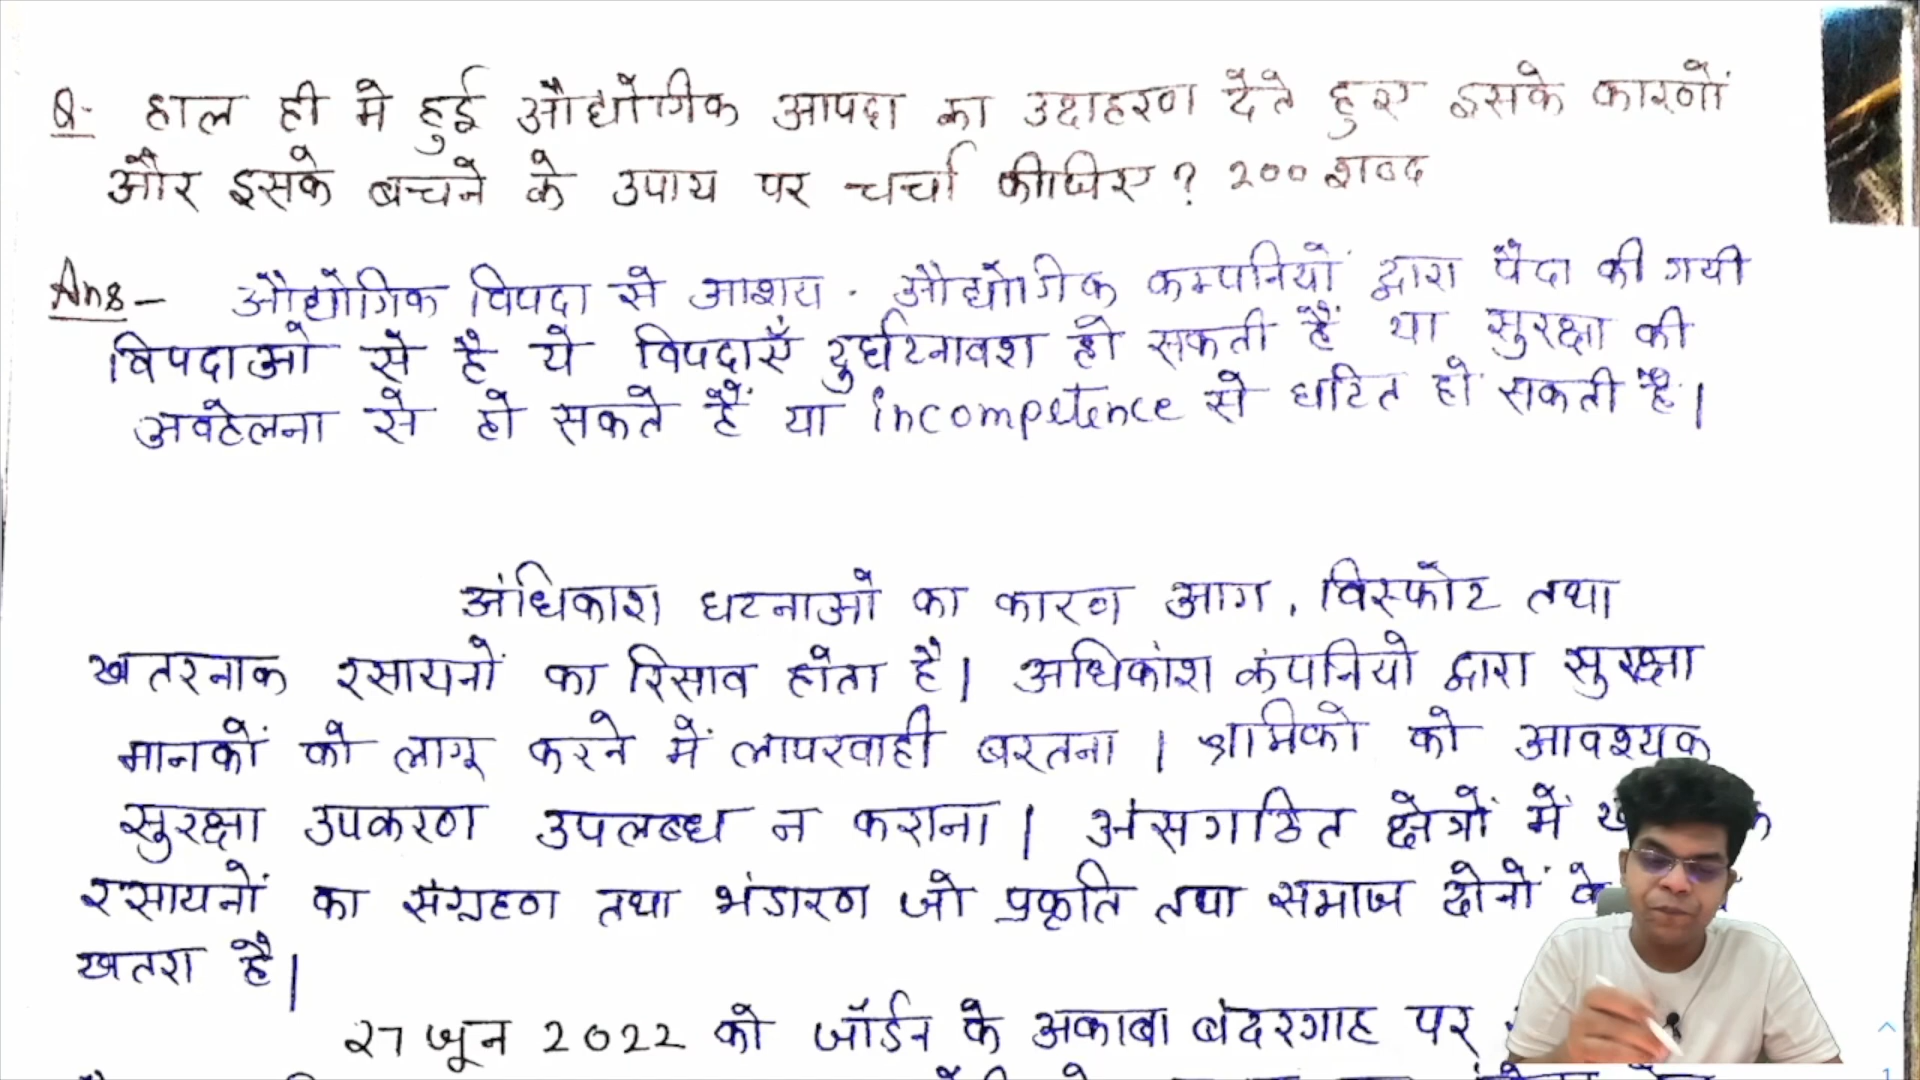 Q- हाल ही मे हुई औद्योगिक आपदा का उदाहरण देते हुए इसके कारणों
और इसके बचने के उपाय पर चर्चा कीजिए? 200 शब्द
Ans- औद्योगिक विपदा से आशय . औद्योगिक कम्पनियों द्वारा पैदा की गयी
विपदाओ से है ये विपदाएँ दुर्घटनावश हो सकती हैं या सुरक्षा की
अवहेलना से हो सकते हैं या incompetence से घटित हो सकती है।
अंधिकाश घटनाओ का कारण आग, विस्फोट तथा
खतरनाक रसायनों का रिसाव होता है। अधिकांश कंपनियो द्वारा सुरक्षा
मानकों को लागू करने में लापरवाही बरतना। श्रमिको को आवश्यक
सुरक्षा उपकरण उपलब्ध न कराना। अंसगठित क्षेत्रों में
रसायनों का संग्रहण तथा भंडारण जो प्रकृति तथा समाज दोनों के
खतरा है।
27 जून 2022 को जॉर्डन के अकाबा बंदरगाह पर